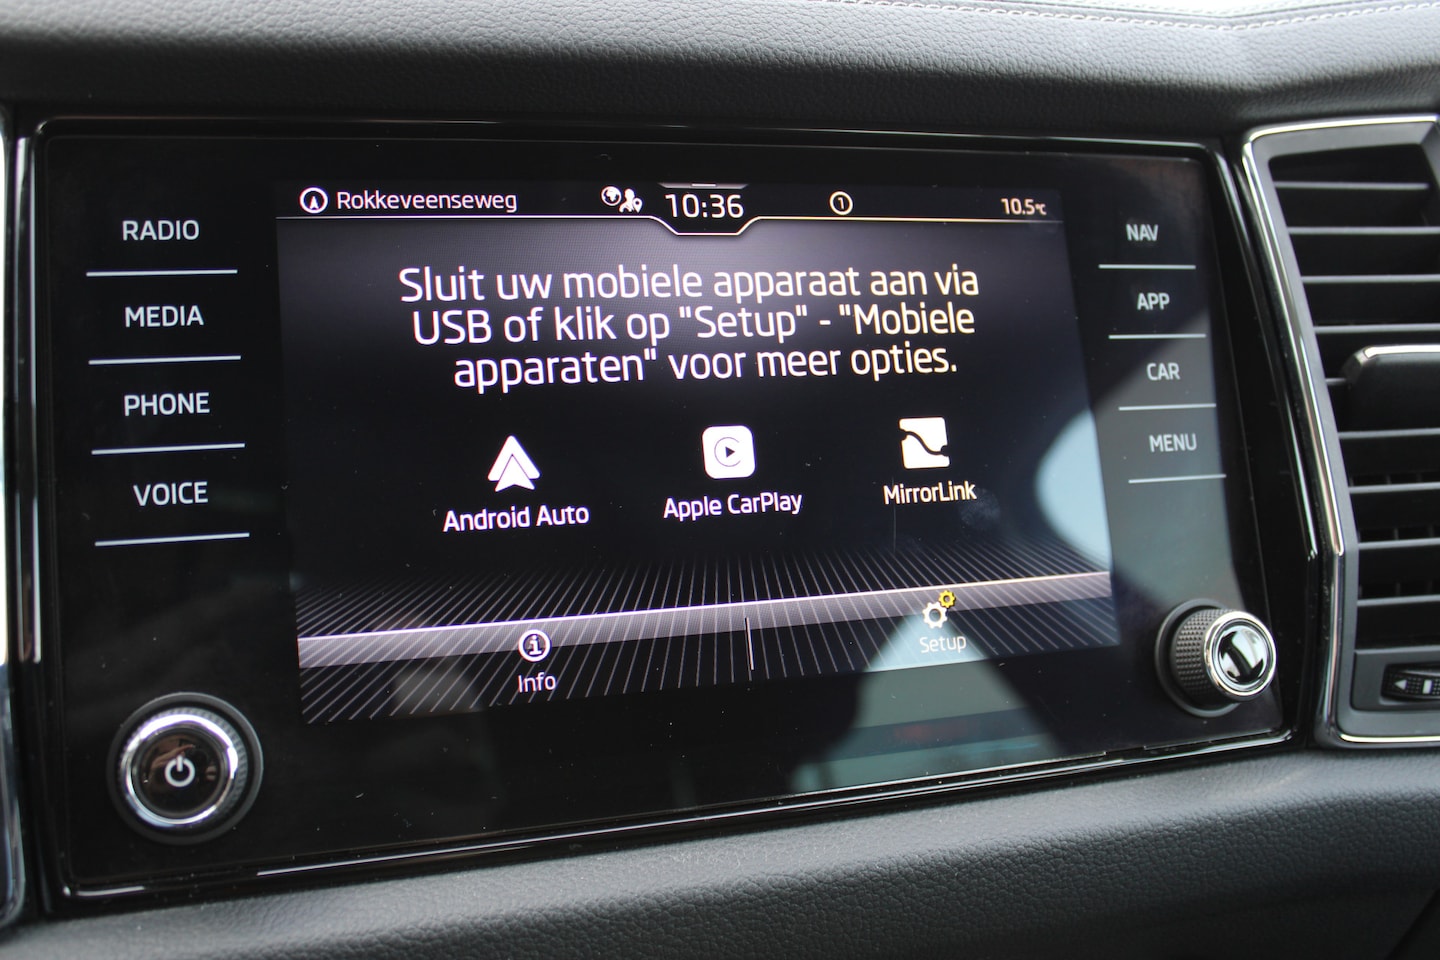 Rokkeveenseweg 10:36 1 10.5°C
RADIO
MEDIA
PHONE
VOICE
Sluit uw mobiele apparaat aan via
USB of klik op "Setup" - "Mobiele
apparaten" voor meer opties.
Android Auto
Apple CarPlay
MirrorLink
Info
Setup
NAV
APP
CAR
MENU